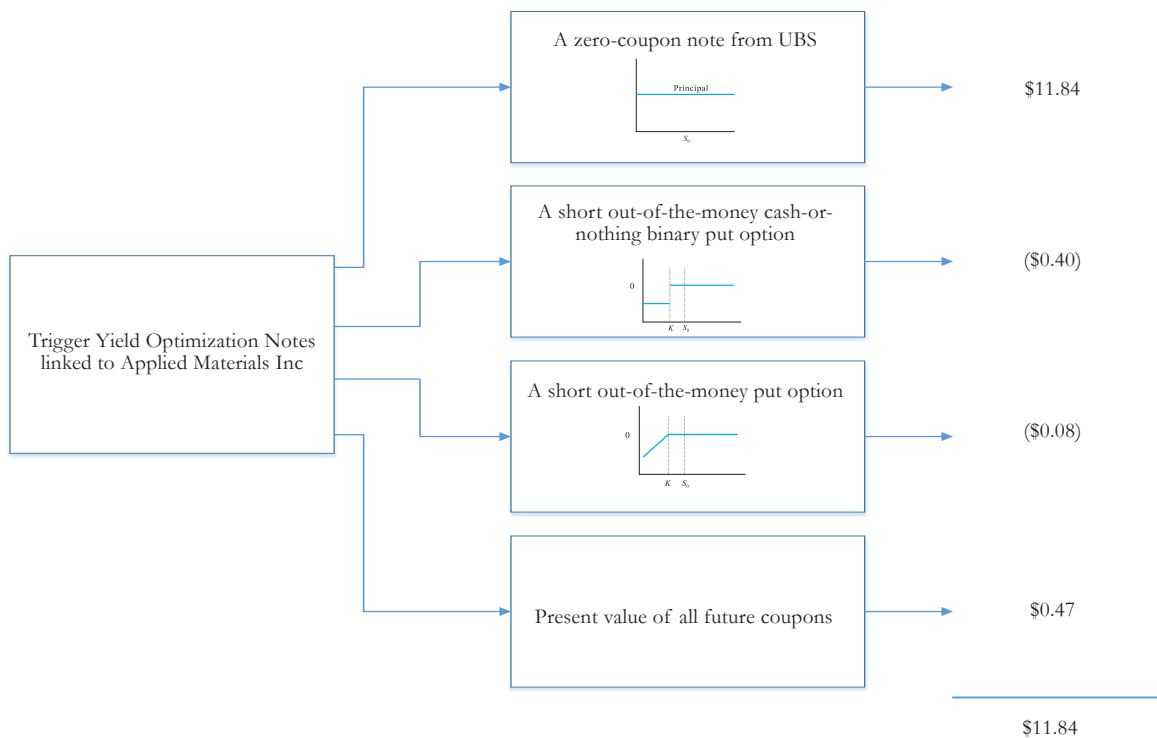 A zero-coupon note from UBS
Principal
S₀
$11.84
A short out-of-the-money cash-or-
nothing binary put option
0
K S₀
($0.40)
Trigger Yield Optimization Notes
linked to Applied Materials Inc
A short out-of-the-money put option
0
K S₀
($0.08)
Present value of all future coupons
$0.47
$11.84